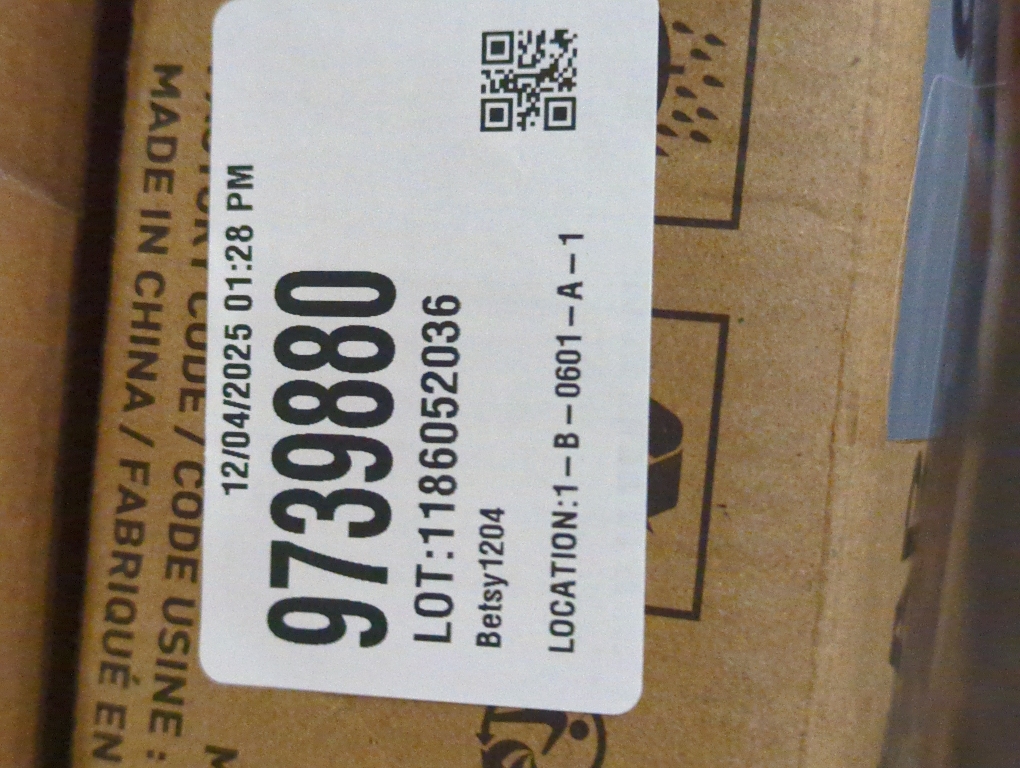 12/04/2025 01:28 PM
9739880
LOT:1186052036
Betsy1204
LOCATION:1-B-0601-A-1
CODE / CODE USINE :
MADE IN CHINA / FABRIQUÉ EN